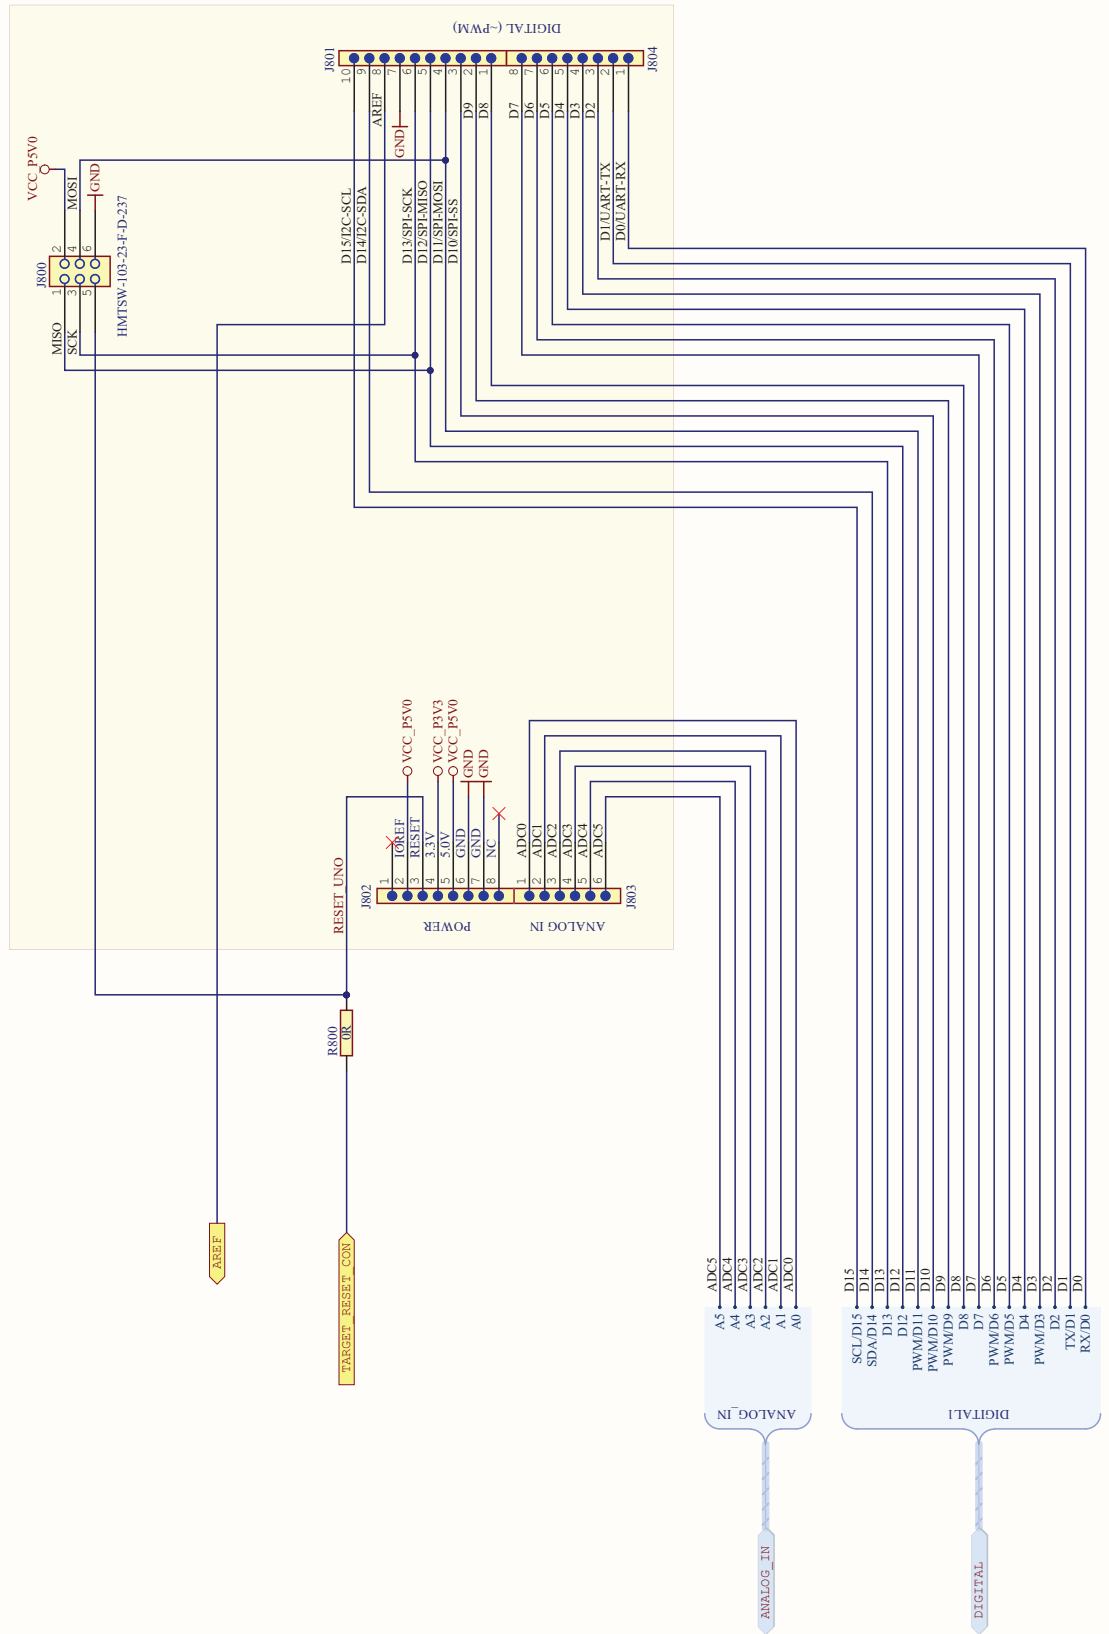 DIGITAL (~PWM)
J801
J804
10
9
8
7
6
5
4
3
2
1
8
7
6
5
4
3
2
1
AREF
GND
D9
D8
D7
D6
D5
D4
D3
D2
D15/I2C-SCL
D14/I2C-SDA
D13/SPI-SCK
D12/SPI-MISO
D11/SPI-MOSI
D10/SPI-SS
D1/UART-TX
D0/UART-RX
VCC_P5V0
MOSI
GND
2
4
6
J800
1
3
5
HMTSW-103-23-F-D-237
MISO
SCK
VCC_P5V0
VCC_P3V3
VCC_P5V0
GND
GND
IOREF
RESET
3.3V
5.0V
GND
GND
NC
ADC0
ADC1
ADC2
ADC3
ADC4
ADC5
1
2
3
4
5
6
7
8
1
2
3
4
5
6
J802
J803
POWER
ANALOG IN
RESET_UNO
R800
0R
AREF
TARGET_RESET_CON
ADC5
ADC4
ADC3
ADC2
ADC1
ADC0
A5
A4
A3
A2
A1
A0
ANALOG_IN
ANALOG_IN
D15
D14
D13
D12
D11
D10
D9
D8
D7
D6
D5
D4
D3
D2
D1
D0
SCL/D15
SDA/D14
D13
D12
PWM/D11
PWM/D10
PWM/D9
D8
D7
PWM/D6
PWM/D5
D4
PWM/D3
D2
TX/D1
RX/D0
DIGITAL1
DIGITAL